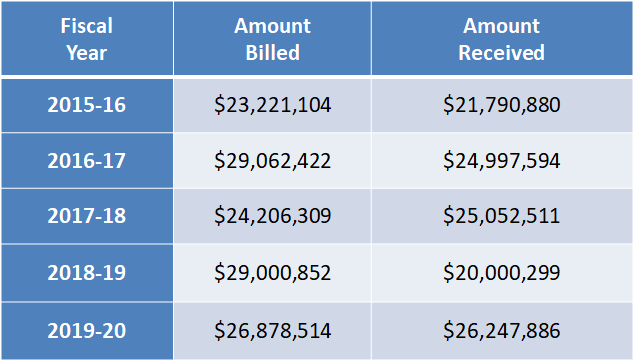 Fiscal Year Amount Billed Amount Received
2015-16 $23,221,104 $21,790,880
2016-17 $29,062,422 $24,997,594
2017-18 $24,206,309 $25,052,511
2018-19 $29,000,852 $20,000,299
2019-20 $26,878,514 $26,247,886